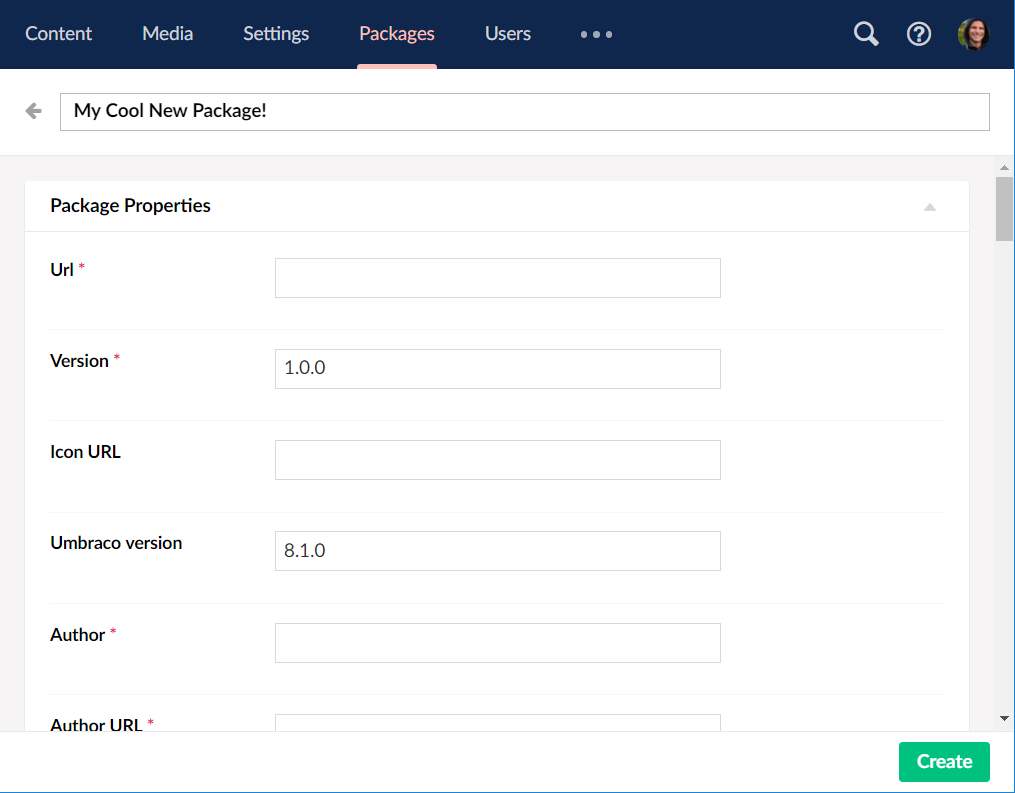 Content Media Settings Packages Users
My Cool New Package!
Package Properties
Url *
Version * 1.0.0
Icon URL
Umbraco version 8.1.0
Author *
Author URL *
Create